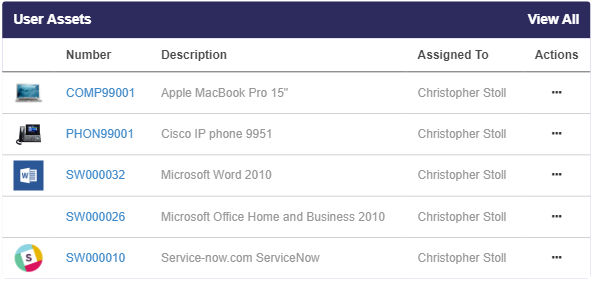 User Assets View All
Number Description Assigned To Actions
COMP99001 Apple MacBook Pro 15" Christopher Stoll ...
PHON99001 Cisco IP phone 9951 Christopher Stoll ...
W SW000032 Microsoft Word 2010 Christopher Stoll ...
SW000026 Microsoft Office Home and Business 2010 Christopher Stoll ...
S SW000010 Service-now.com ServiceNow Christopher Stoll ...